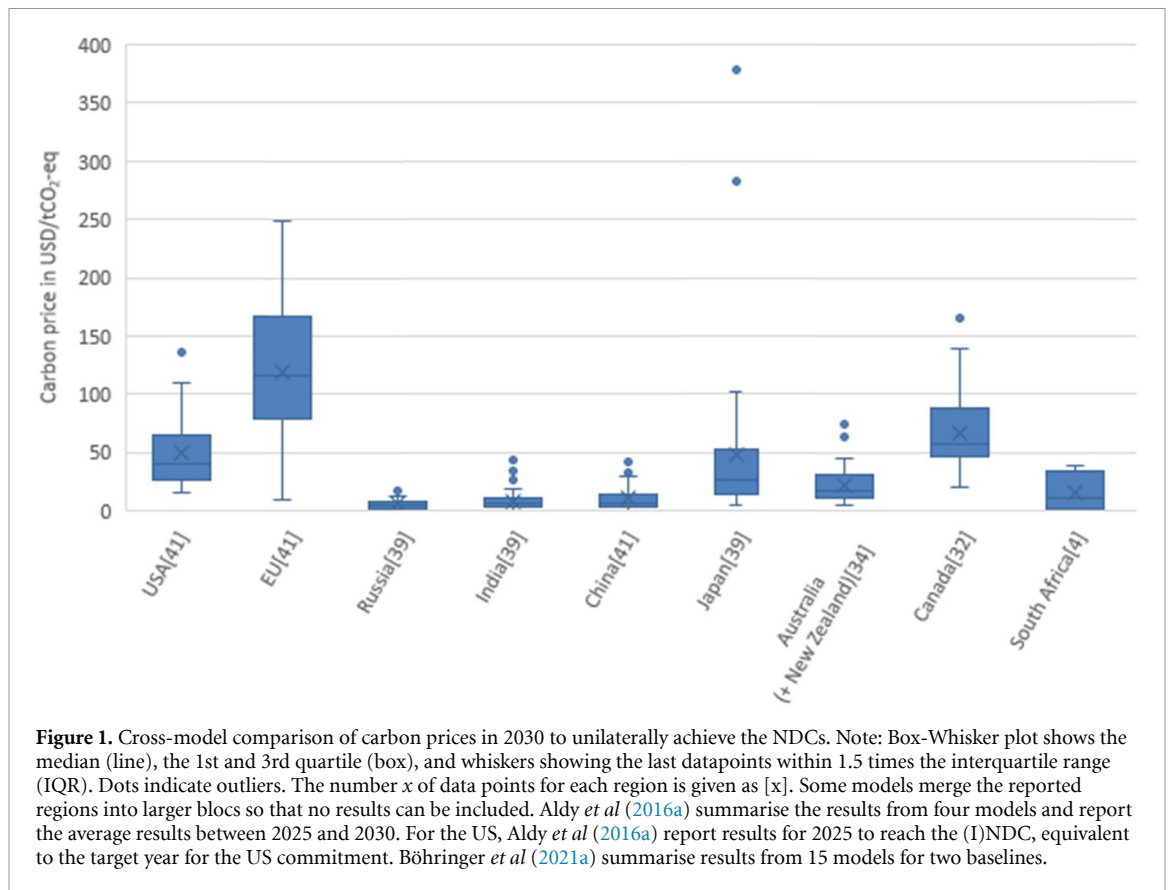 400
350
300
250
200
150
100
50
0
Carbon price in USD/tCO₂-eq
USA[41]
EU[41]
Russia[39]
India[39]
China[41]
Japan[39]
Australia
(+ New Zealand)[34]
Canada[32]
South Africa[4]
Figure 1. Cross-model comparison of carbon prices in 2030 to unilaterally achieve the NDCs. Note: Box-Whisker plot shows the
median (line), the 1st and 3rd quartile (box), and whiskers showing the last datapoints within 1.5 times the interquartile range
(IQR). Dots indicate outliers. The number x of data points for each region is given as [x]. Some models merge the reported
regions into larger blocs so that no results can be included. Aldy et al (2016a) summarise the results from four models and report
the average results between 2025 and 2030. For the US, Aldy et al (2016a) report results for 2025 to reach the (I)NDC, equivalent
to the target year for the US commitment. Böhringer et al (2021a) summarise results from 15 models for two baselines.